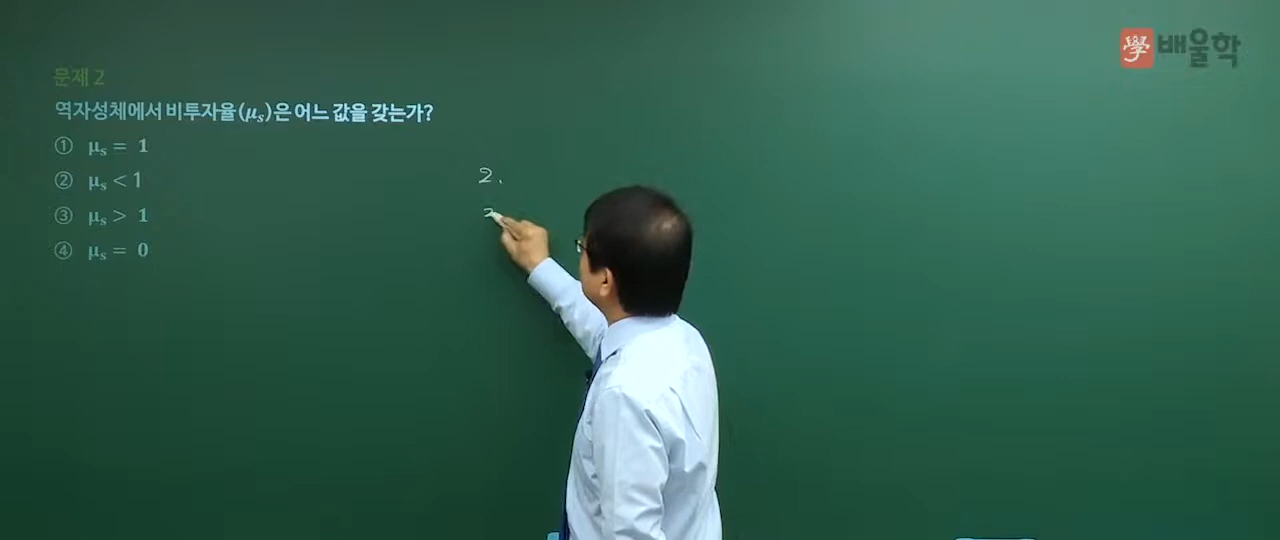 學 배울학
문제 2
역자성체에서 비투자율(μₛ)은 어느 값을 갖는가?
① μₛ = 1
② μₛ < 1
③ μₛ > 1
④ μₛ = 0
2.